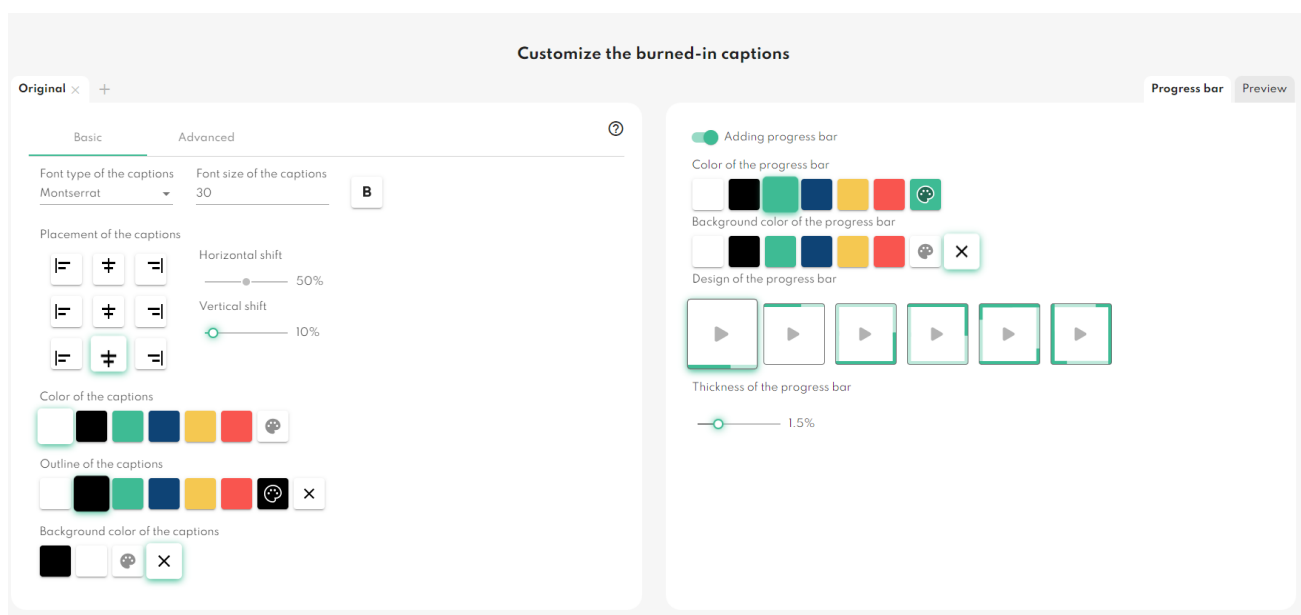 Customize the burned-in captions
Original
Progress bar Preview
Basic Advanced
Font type of the captions Font size of the captions
Montserrat 30
B
Placement of the captions
Horizontal shift
50%
Vertical shift
10%
Color of the captions
Outline of the captions
Background color of the captions
Adding progress bar
Color of the progress bar
Background color of the progress bar
Design of the progress bar
Thickness of the progress bar
1.5%